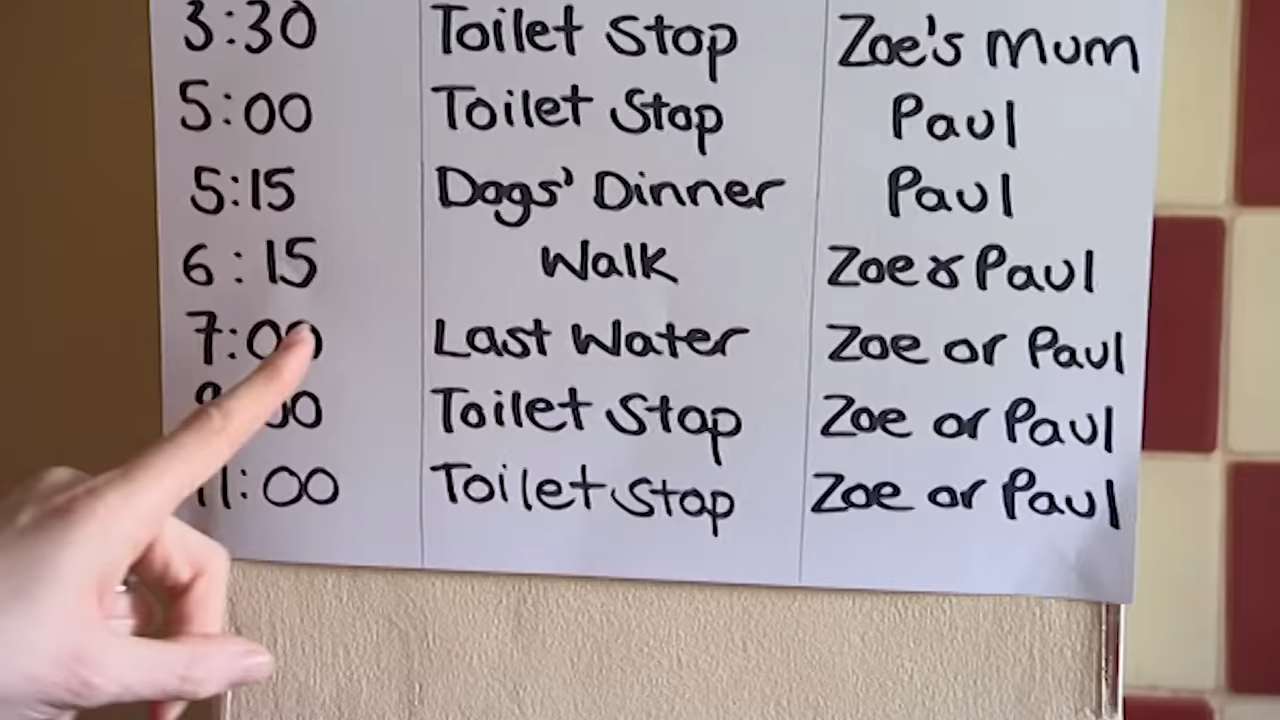 3:30 Toilet Stop Zoe's Mum
5:00 Toilet Stop Paul
5:15 Dogs' Dinner Paul
6:15 Walk Zoe & Paul
7:00 Last Water Zoe or Paul
Toilet Stop Zoe or Paul
11:00 Toilet Stop Zoe or Paul